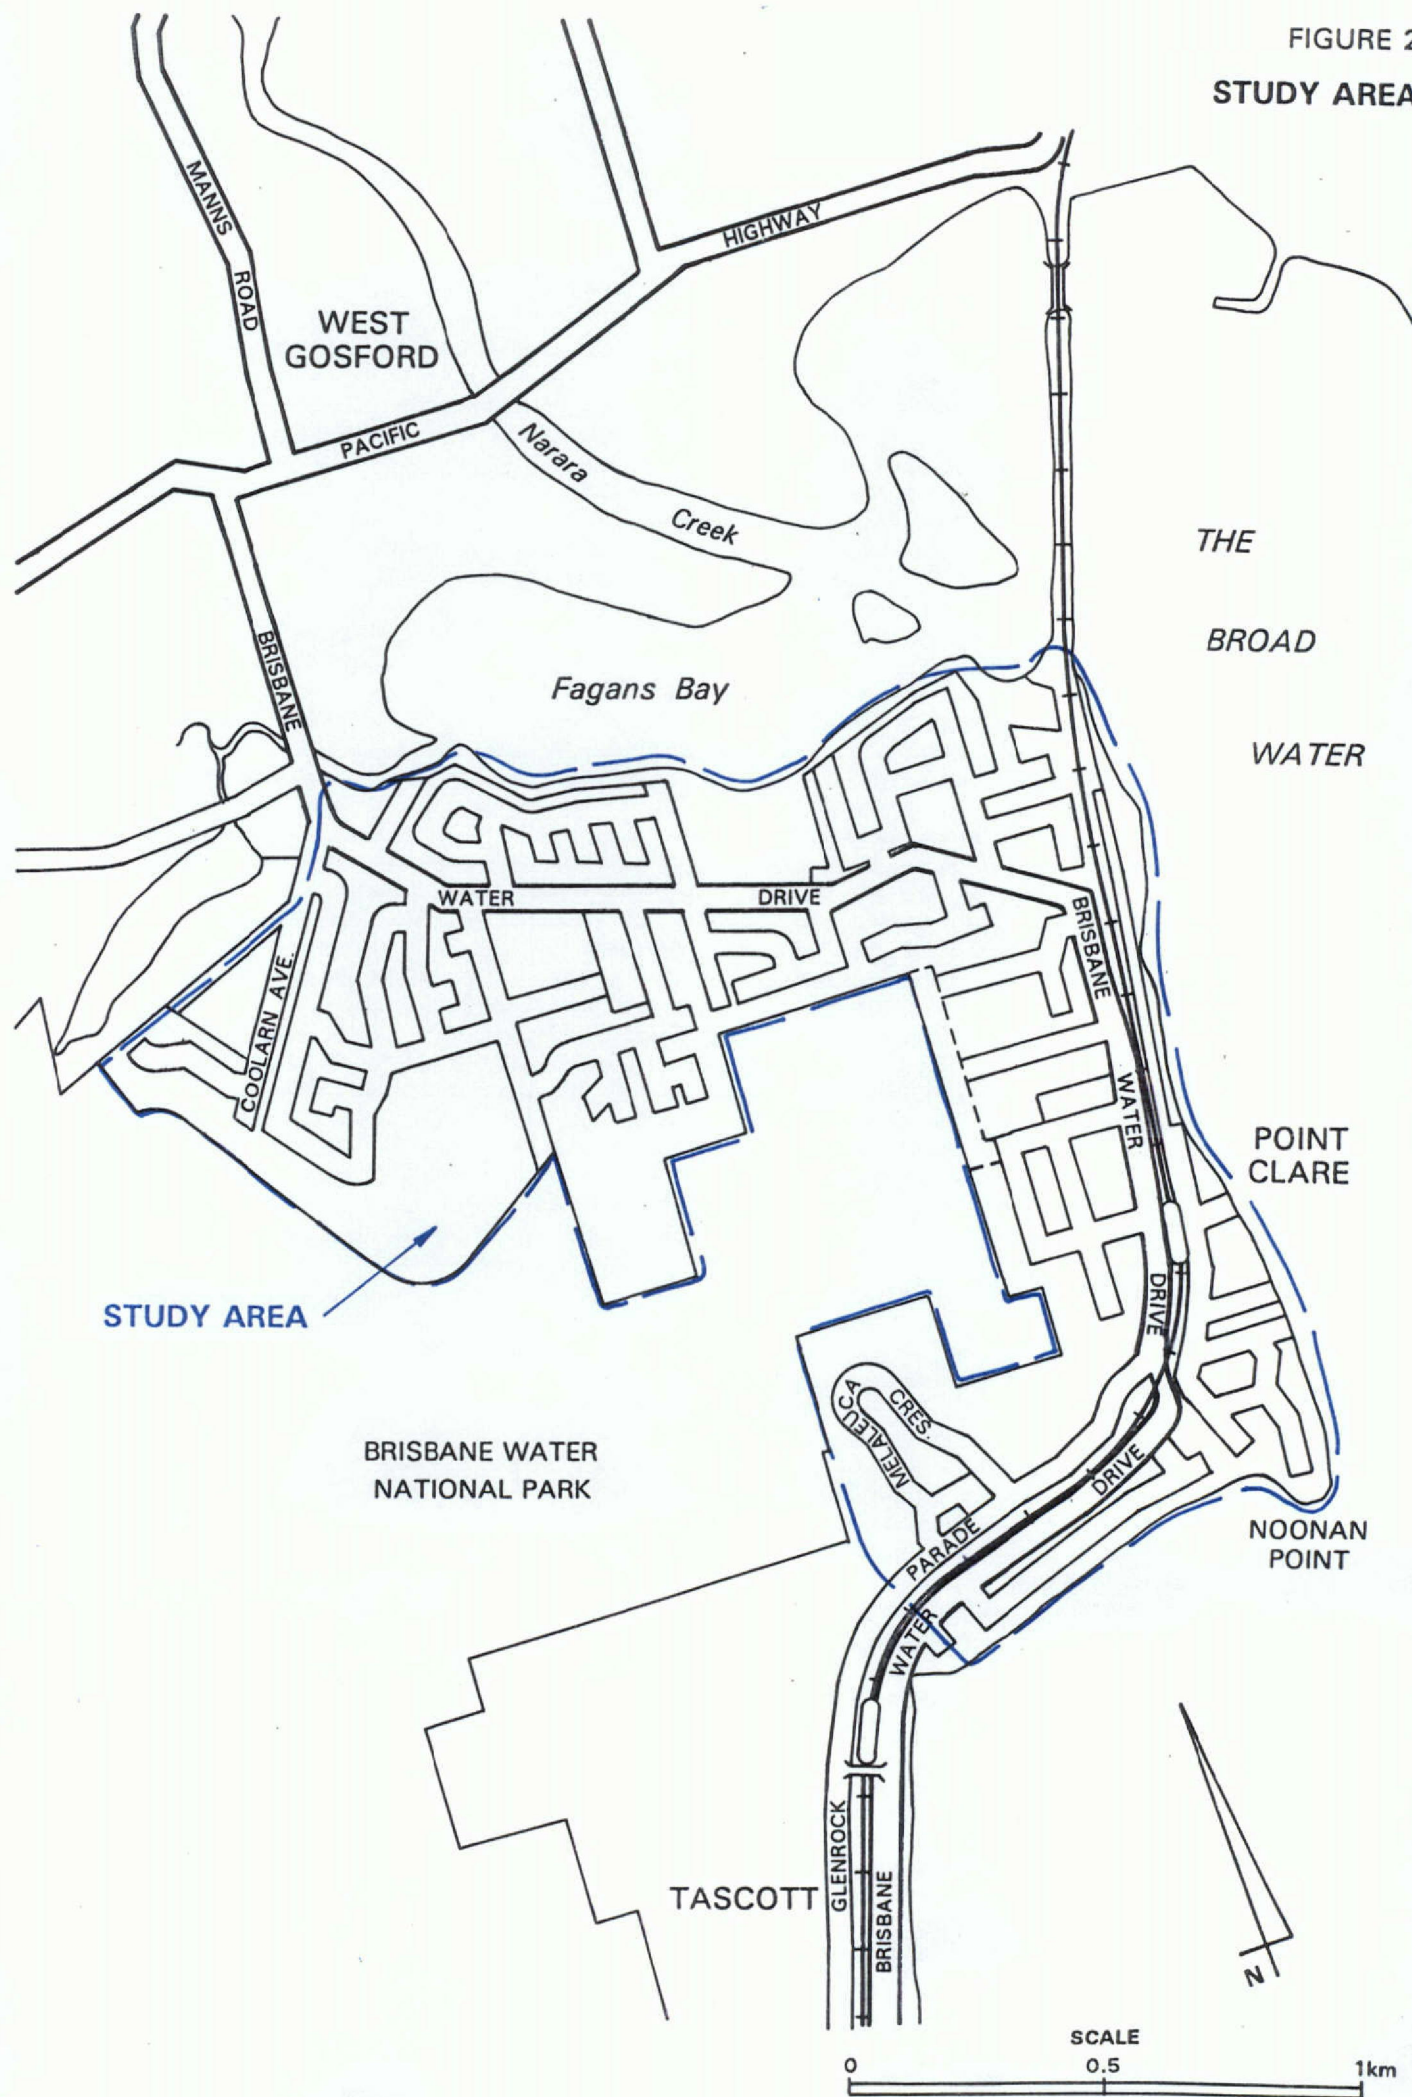 FIGURE 2
STUDY AREA
MANNS
ROAD
HIGHWAY
WEST
GOSFORD
PACIFIC
Narara
Creek
THE
BROAD
WATER
BRISBANE
Fagans Bay
WATER
DRIVE
BRISBANE
COOLARN AVE.
WATER
POINT
CLARE
DRIVE
STUDY AREA
MELALEUCA
CRES.
BRISBANE WATER
NATIONAL PARK
DRIVE
NOONAN
POINT
PARADE
WATER
GLENROCK
TASCOTT
BRISBANE
N
SCALE
0 0.5 1km